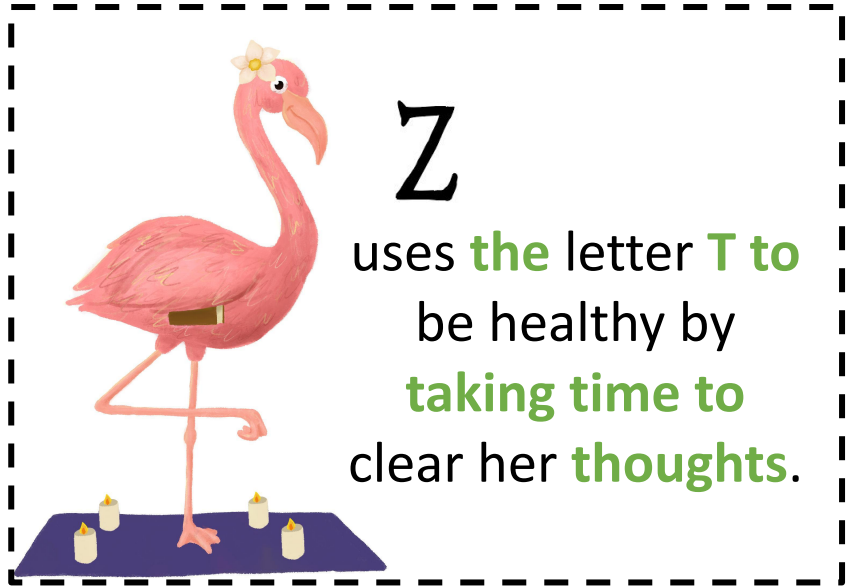 Z
uses the letter T to
be healthy by
taking time to
clear her thoughts.